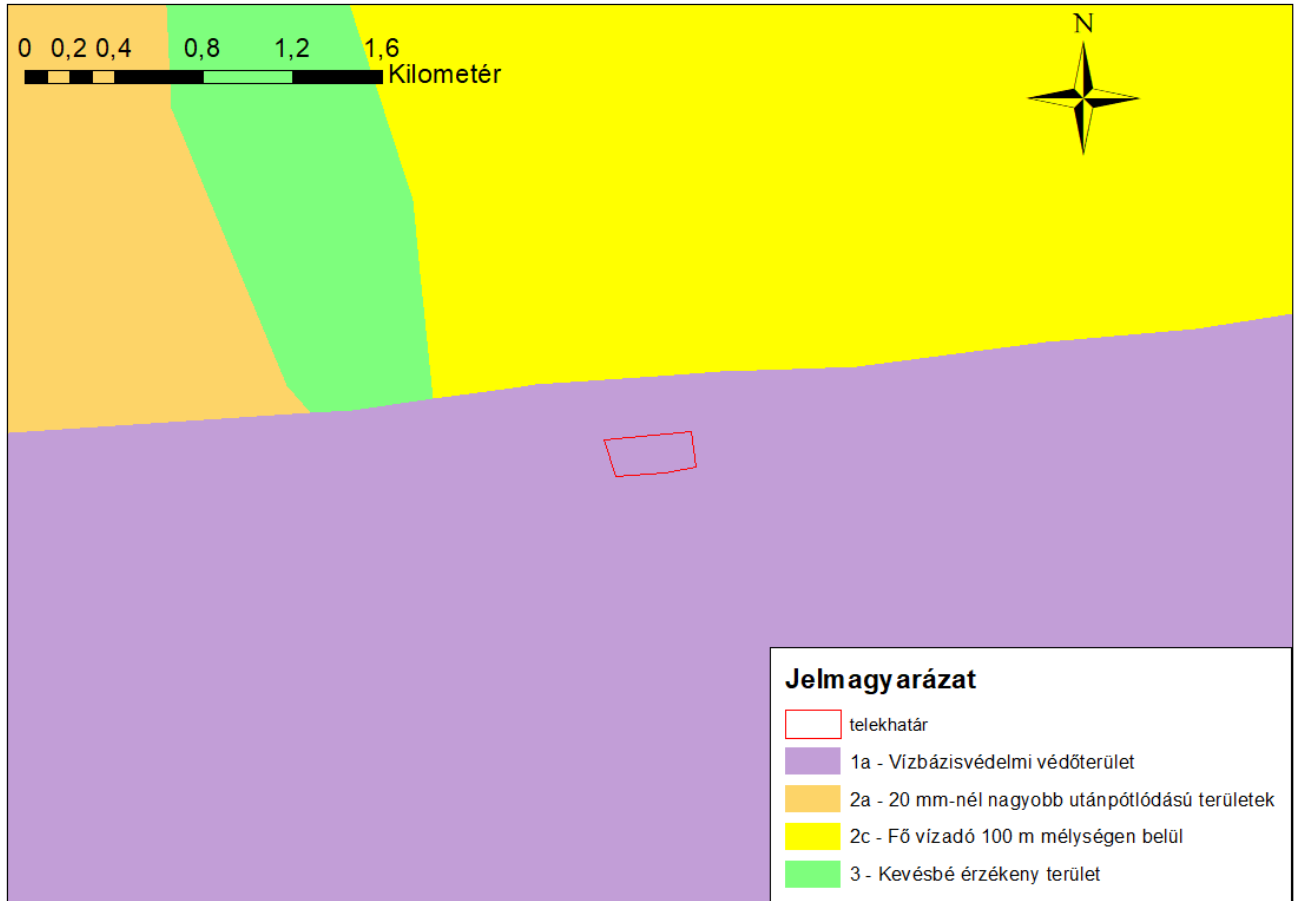 0 0,2 0,4 0,8 1,2 1,6
Kilometér
N
Jelmagyarázat
telekhatár
1a - Vízbázisvédelmi védőterület
2a - 20 mm-nél nagyobb utánpótlódású területek
2c - Fő vízadó 100 m mélységen belül
3 - Kevésbé érzékeny terület